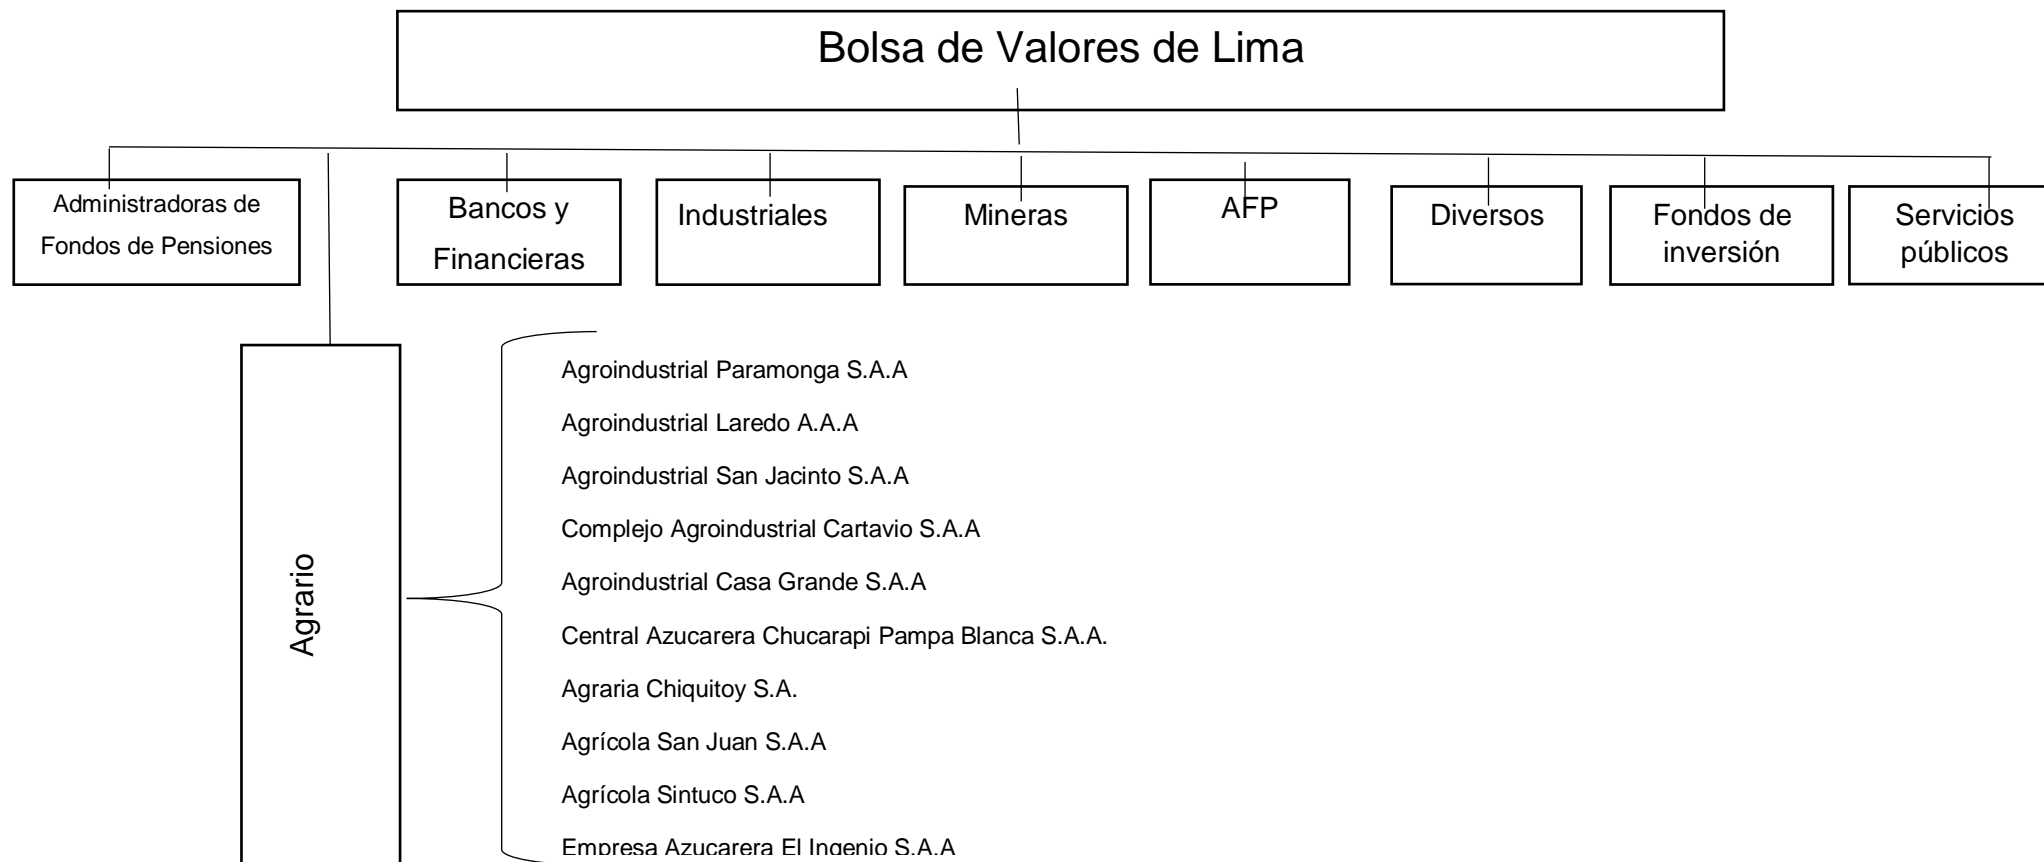 Bolsa de Valores de Lima
Administradoras de
Fondos de Pensiones
Bancos y
Financieras
Industriales
Mineras
AFP
Diversos
Fondos de
inversión
Servicios
públicos
Agrario
Agroindustrial Paramonga S.A.A
Agroindustrial Laredo A.A.A
Agroindustrial San Jacinto S.A.A
Complejo Agroindustrial Cartavio S.A.A
Agroindustrial Casa Grande S.A.A
Central Azucarera Chucarapi Pampa Blanca S.A.A.
Agraria Chiquitoy S.A.
Agrícola San Juan S.A.A
Agrícola Sintuco S.A.A
Empresa Azucarera El Ingenio S.A.A